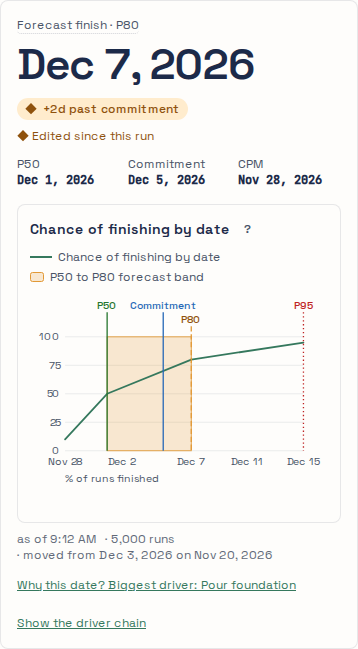 Forecast finish · P80
Dec 7, 2026
+2d past commitment
Edited since this run
P50 Commitment CPM
Dec 1, 2026 Dec 5, 2026 Nov 28, 2026
Chance of finishing by date ?
Chance of finishing by date
P50 to P80 forecast band
P50 Commitment P95
P80
100
75
50
25
0
Nov 28 Dec 2 Dec 7 Dec 11 Dec 15
% of runs finished
as of 9:12 AM · 5,000 runs
· moved from Dec 3, 2026 on Nov 20, 2026
Why this date? Biggest driver: Pour foundation
Show the driver chain